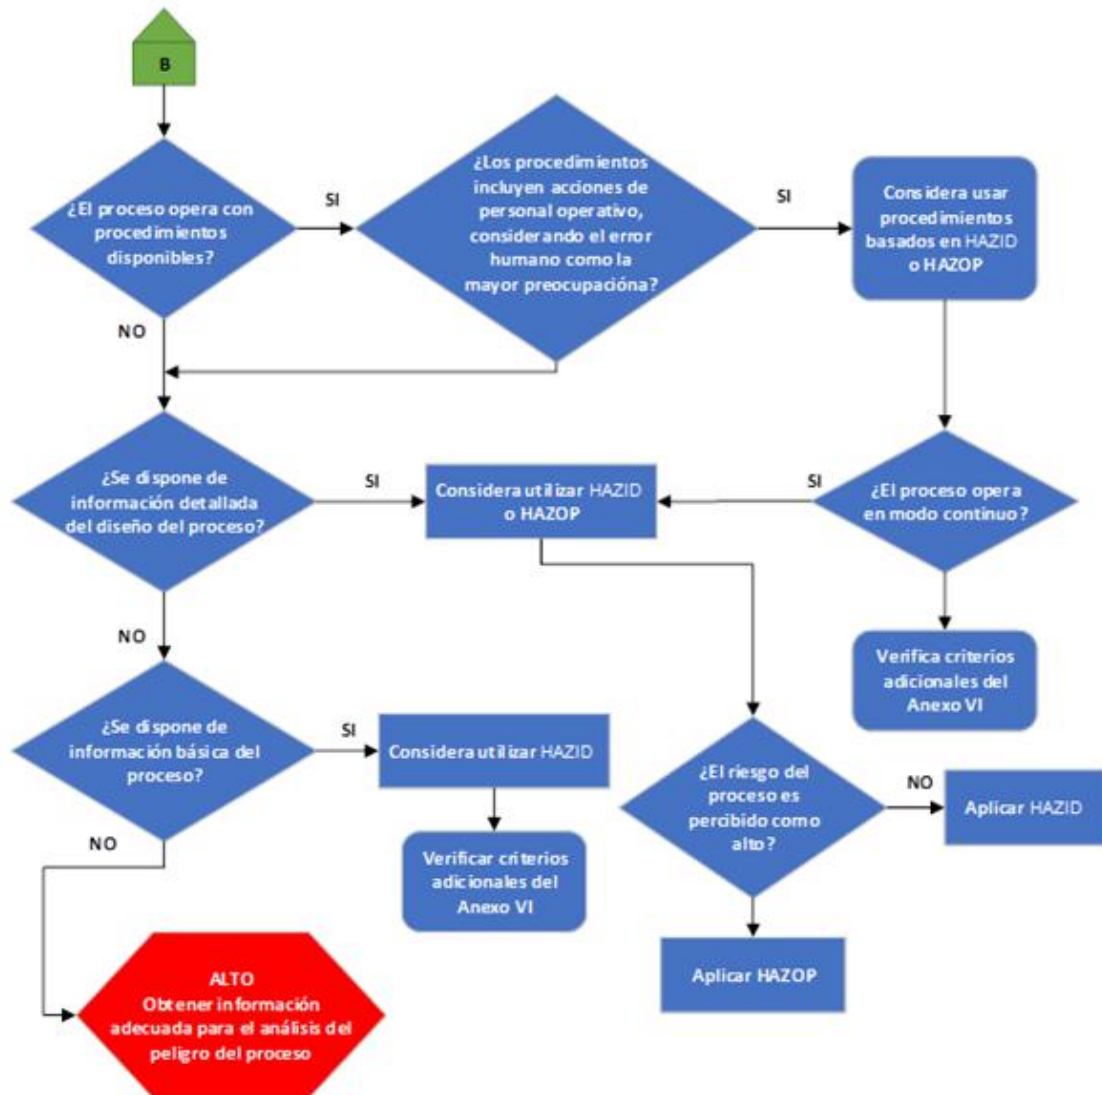 B
¿El proceso opera con
procedimientos
disponibles?
SI
¿Los procedimientos
incluyen acciones de
personal operativo,
considerando el error
humano como la
mayor preocupacióna?
SI
Considera usar
procedimientos
basados en HAZID
o HAZOP
NO
¿Se dispone de
información detallada
del diseño del proceso?
SI
Considera utilizar HAZID
o HAZOP
SI
¿El proceso opera
en modo continuo?
NO
Verifica criterios
adicionales del
Anexo VI
¿Se dispone de
información básica del
proceso?
SI
Considera utilizar HAZID
¿El riesgo del
proceso es
percibido como
alto?
NO
Aplicar HAZID
NO
Verificar criterios
adicionales del
Anexo VI
Aplicar HAZOP
ALTO
Obtener información
adecuada para el análisis del
peligro del proceso